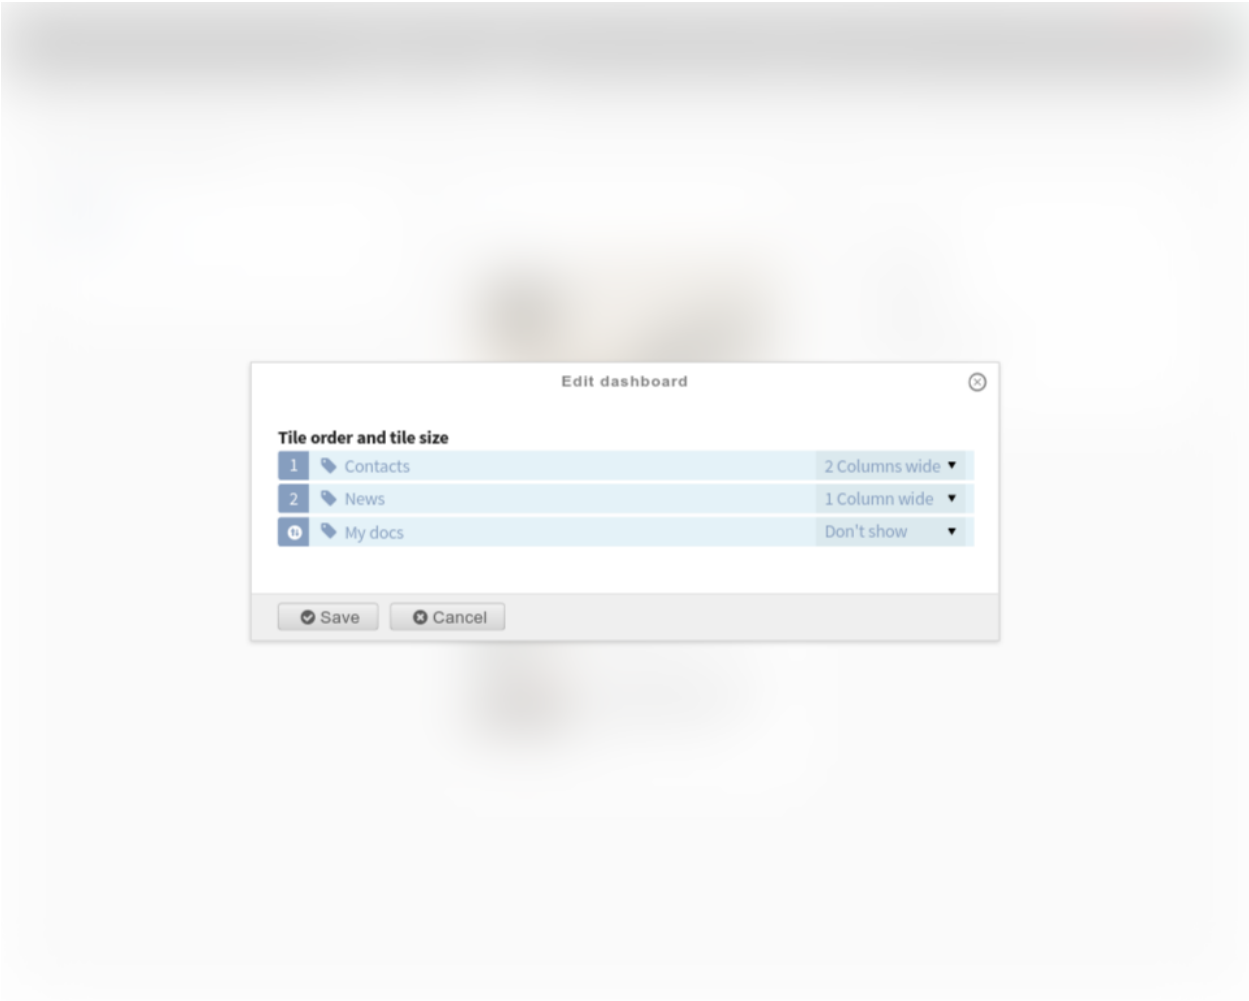 Edit dashboard
Tile order and tile size
1 Contacts 2 Columns wide
2 News 1 Column wide
My docs Don't show
Save Cancel